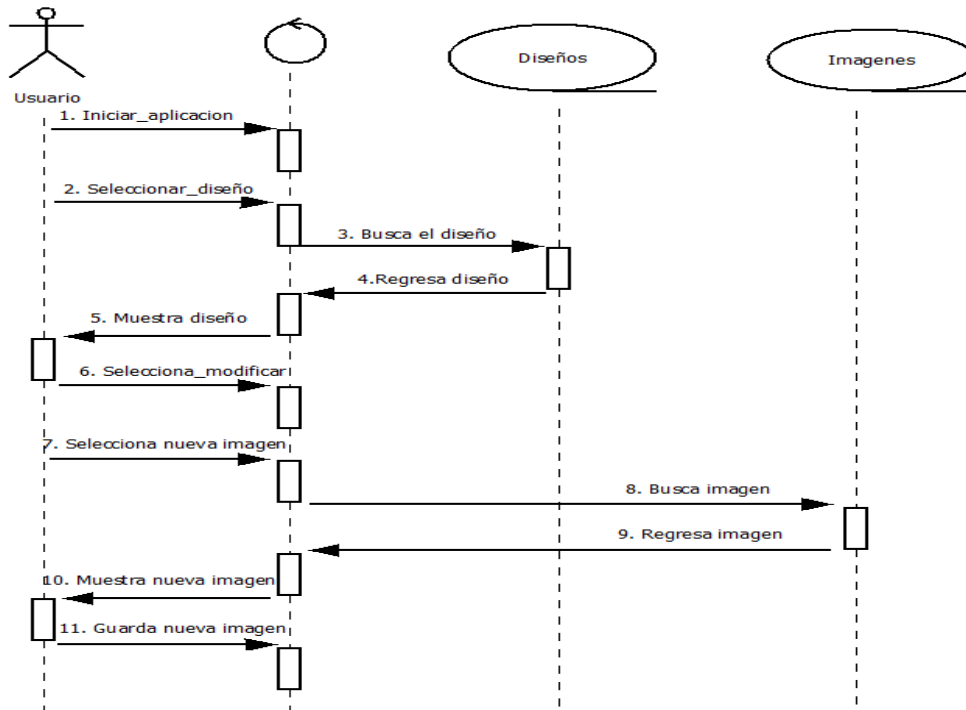 Diseños
Imagenes
Usuario
1. Iniciar_aplicacion
2. Seleccionar_diseño
3. Busca el diseño
4.Regresa diseño
5. Muestra diseño
6. Selecciona_modificar
7. Selecciona nueva imagen
8. Busca imagen
9. Regresa imagen
10. Muestra nueva imagen
11. Guarda nueva imagen